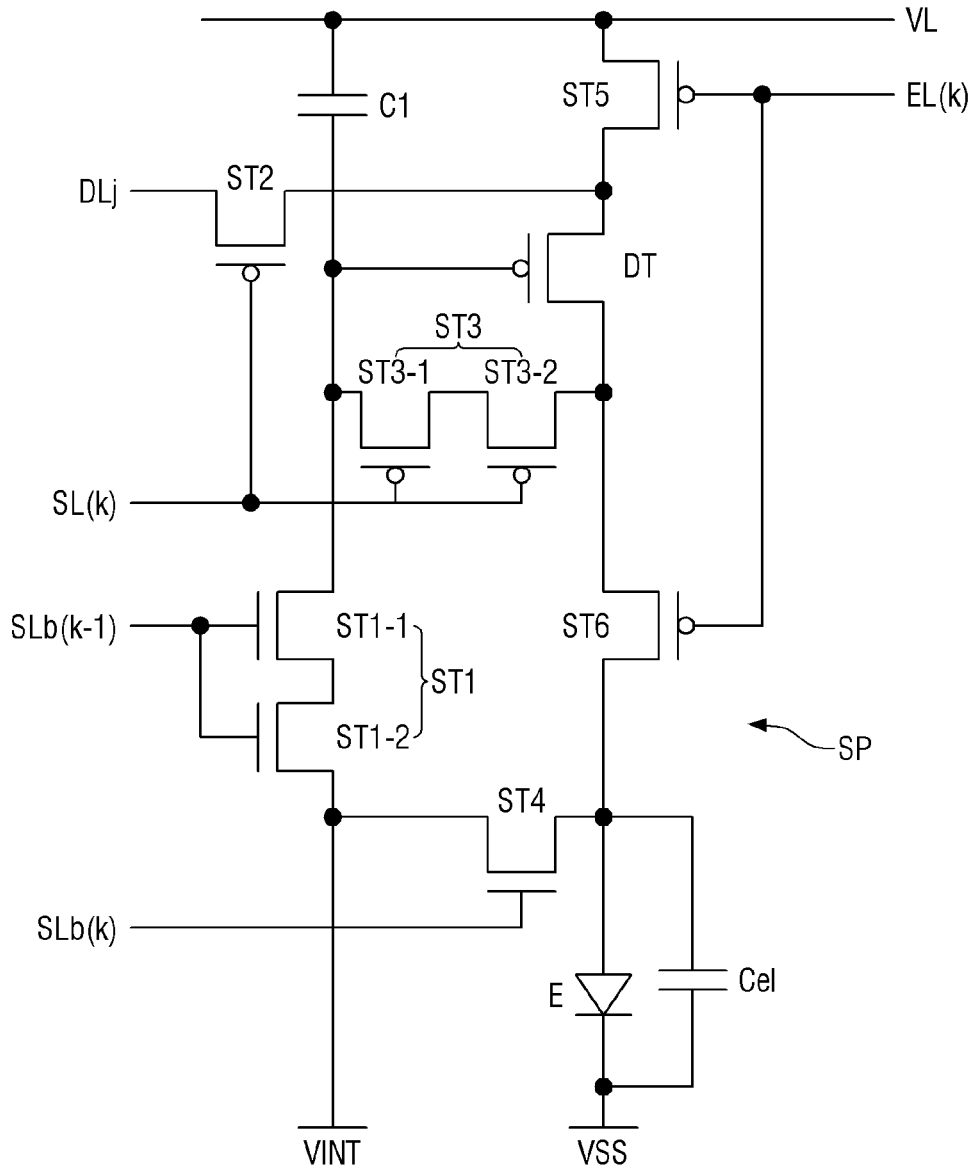 VL
ST5
EL(k)
C1
DLj
ST2
DT
ST3
ST3-1
ST3-2
SL(k)
SLb(k-1)
ST1-1
ST6
ST1
ST1-2
SP
ST4
SLb(k)
E
Cel
VINT
VSS